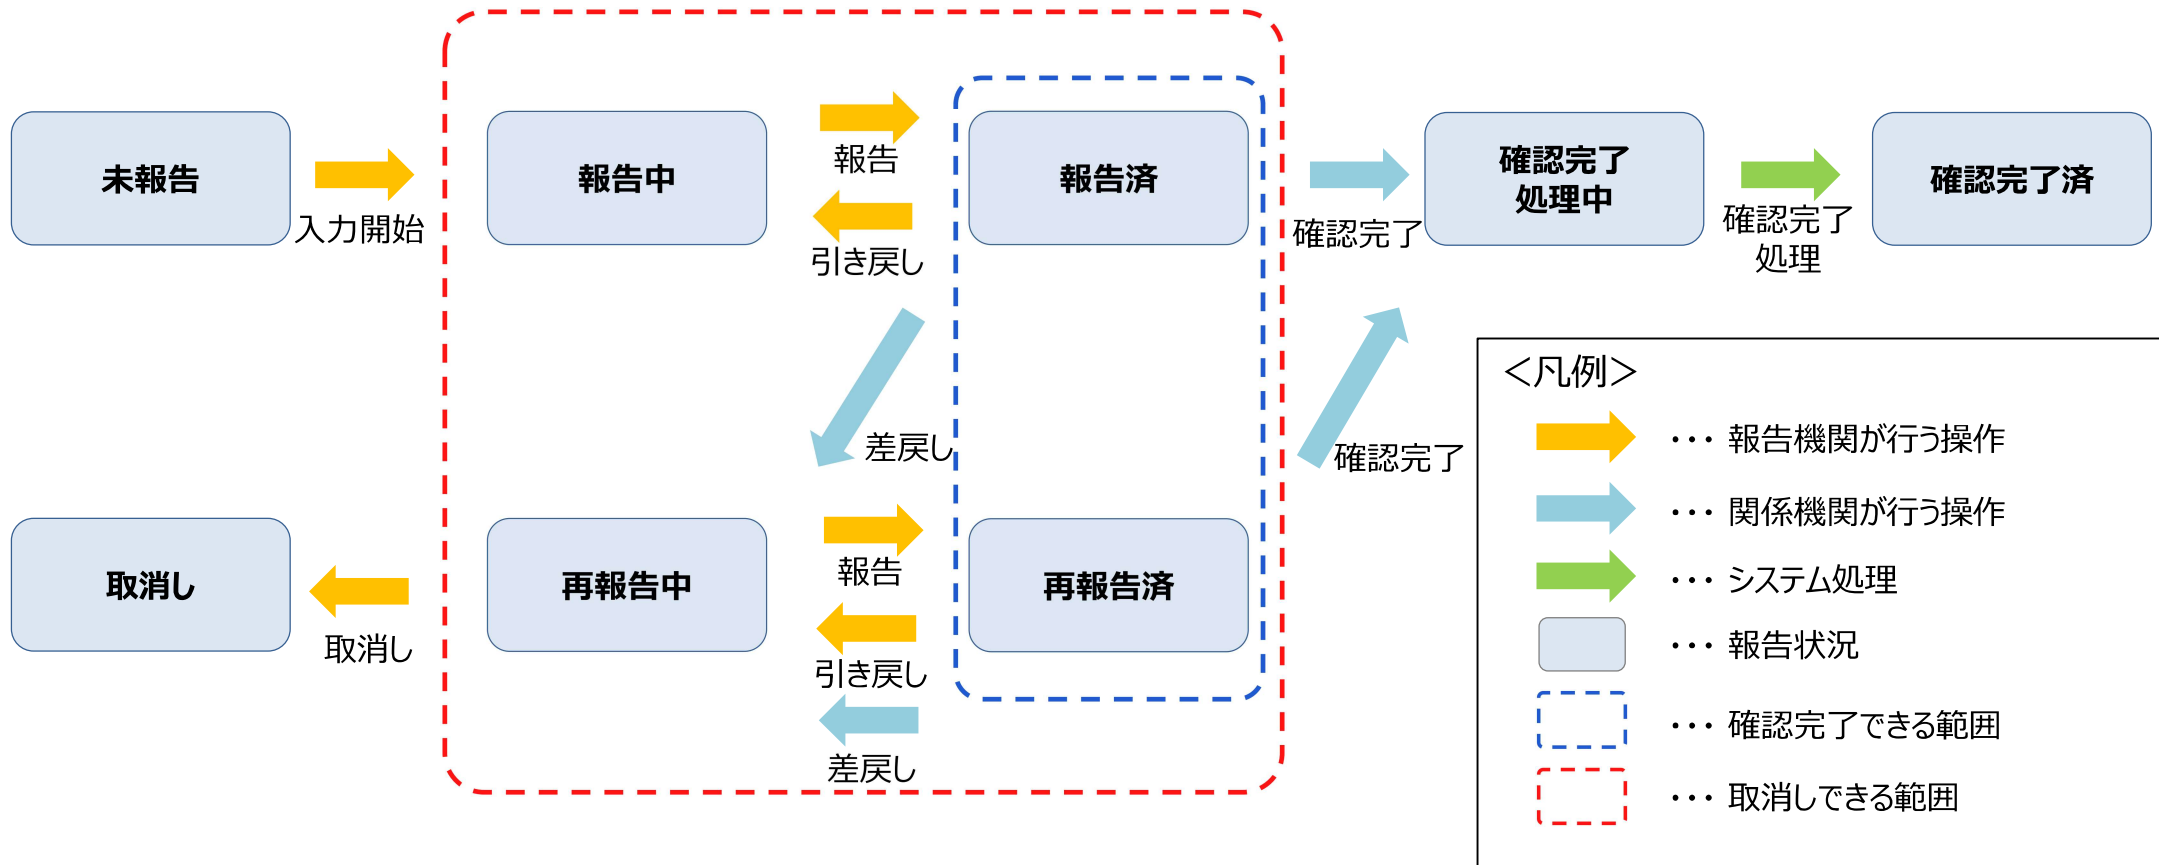 未報告
入力開始
報告中
報告
引き戻し
報告済
確認完了
確認完了
処理中
確認完了
処理
確認完了済
差戻し
確認完了
取消し
取消し
再報告中
報告
引き戻し
差戻し
再報告済
＜凡例＞
・・・ 報告機関が行う操作
・・・ 関係機関が行う操作
・・・ システム処理
・・・ 報告状況
・・・ 確認完了できる範囲
・・・ 取消しできる範囲